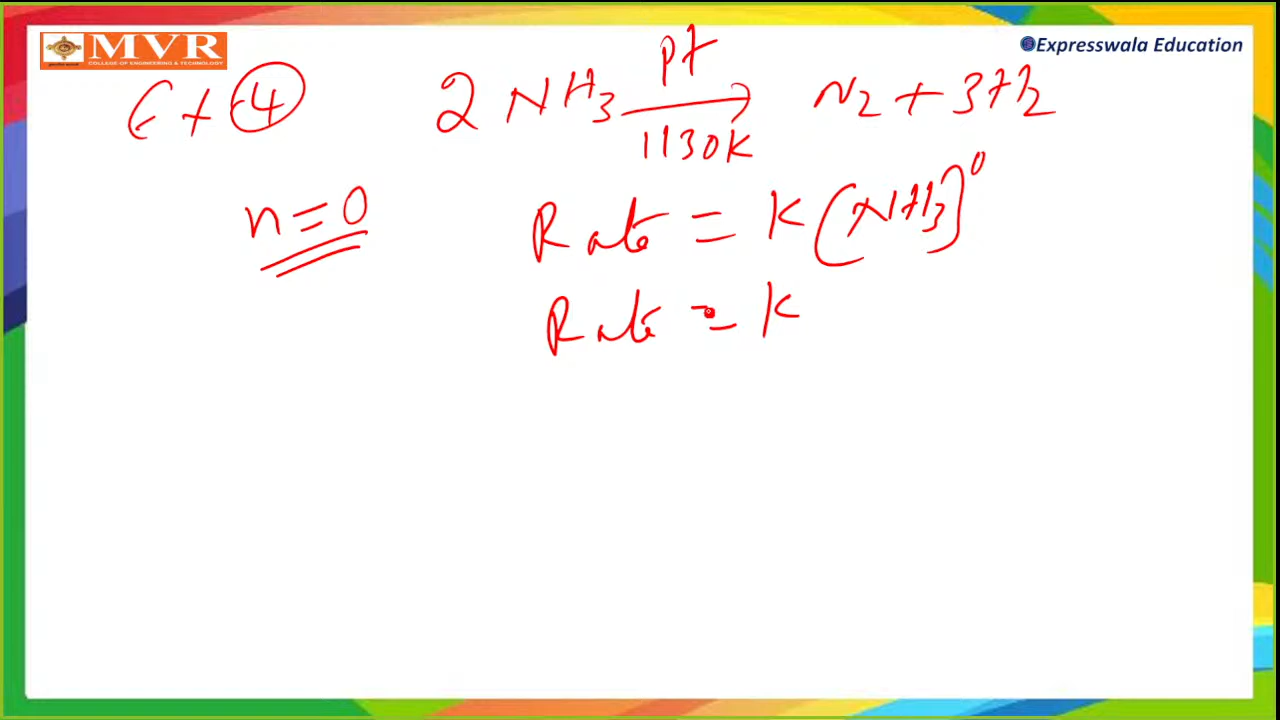 MVR
COLLEGE OF ENGINEERING & TECHNOLOGY
Expresswala Education
Ex 4
2 NH3 →[Pt / 1130K] N2 + 3H2
n = 0
Rate = K [NH3]^0
Rate = K